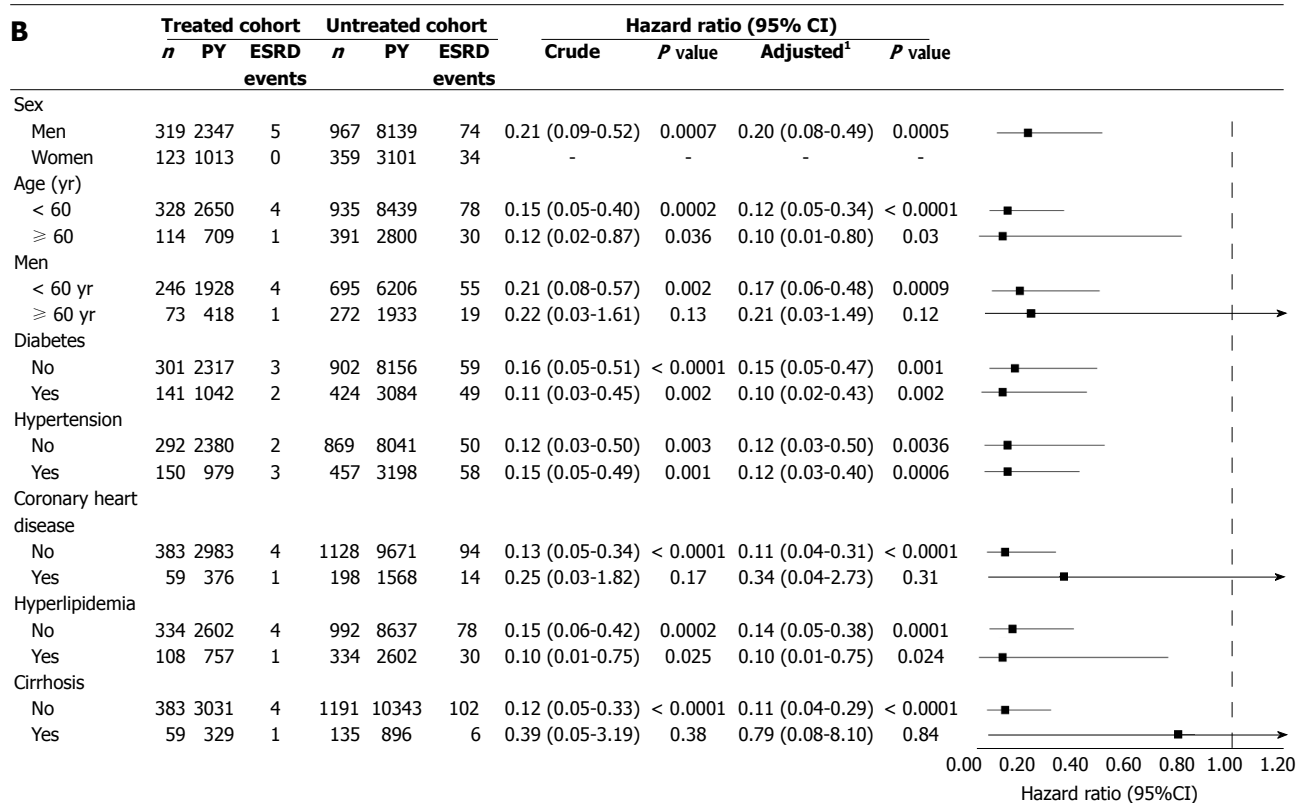 B
Treated cohort Untreated cohort Hazard ratio (95% CI)
n PY ESRD events n PY ESRD events Crude P value Adjusted¹ P value
Sex
Men 319 2347 5 967 8139 74 0.21 (0.09-0.52) 0.0007 0.20 (0.08-0.49) 0.0005
Women 123 1013 0 359 3101 34 - - - -
Age (yr)
< 60 328 2650 4 935 8439 78 0.15 (0.05-0.40) 0.0002 0.12 (0.05-0.34) < 0.0001
⩾ 60 114 709 1 391 2800 30 0.12 (0.02-0.87) 0.036 0.10 (0.01-0.80) 0.03
Men
< 60 yr 246 1928 4 695 6206 55 0.21 (0.08-0.57) 0.002 0.17 (0.06-0.48) 0.0009
⩾ 60 yr 73 418 1 272 1933 19 0.22 (0.03-1.61) 0.13 0.21 (0.03-1.49) 0.12
Diabetes
No 301 2317 3 902 8156 59 0.16 (0.05-0.51) < 0.0001 0.15 (0.05-0.47) 0.001
Yes 141 1042 2 424 3084 49 0.11 (0.03-0.45) 0.002 0.10 (0.02-0.43) 0.002
Hypertension
No 292 2380 2 869 8041 50 0.12 (0.03-0.50) 0.003 0.12 (0.03-0.50) 0.0036
Yes 150 979 3 457 3198 58 0.15 (0.05-0.49) 0.001 0.12 (0.03-0.40) 0.0006
Coronary heart
disease
No 383 2983 4 1128 9671 94 0.13 (0.05-0.34) < 0.0001 0.11 (0.04-0.31) < 0.0001
Yes 59 376 1 198 1568 14 0.25 (0.03-1.82) 0.17 0.34 (0.04-2.73) 0.31
Hyperlipidemia
No 334 2602 4 992 8637 78 0.15 (0.06-0.42) 0.0002 0.14 (0.05-0.38) 0.0001
Yes 108 757 1 334 2602 30 0.10 (0.01-0.75) 0.025 0.10 (0.01-0.75) 0.024
Cirrhosis
No 383 3031 4 1191 10343 102 0.12 (0.05-0.33) < 0.0001 0.11 (0.04-0.29) < 0.0001
Yes 59 329 1 135 896 6 0.39 (0.05-3.19) 0.38 0.79 (0.08-8.10) 0.84
0.00 0.20 0.40 0.60 0.80 1.00 1.20
Hazard ratio (95%CI)